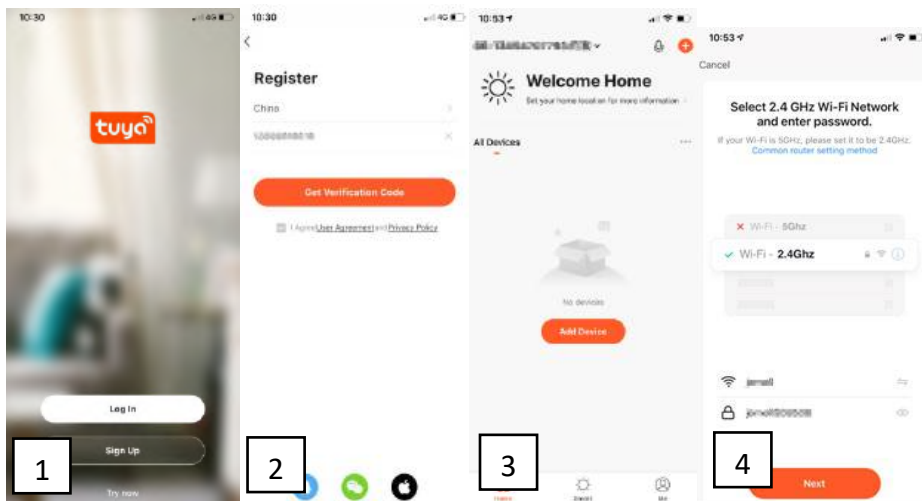 10:30
4G
tuya
Log In
Sign Up
Try now
1
10:30
4G
Register
China
Get Verification Code
I Agree User Agreement and Privacy Policy
2
10:53
Welcome Home
Set your home location for more information
All Devices
No devices
Add Device
Me
3
10:53
Cancel
Select 2.4 GHz Wi-Fi Network
and enter password.
If your Wi-Fi is 5GHz, please set it to be 2.4GHz.
Common router setting method
Wi-Fi - 5Ghz
Wi-Fi - 2.4Ghz
4
Next